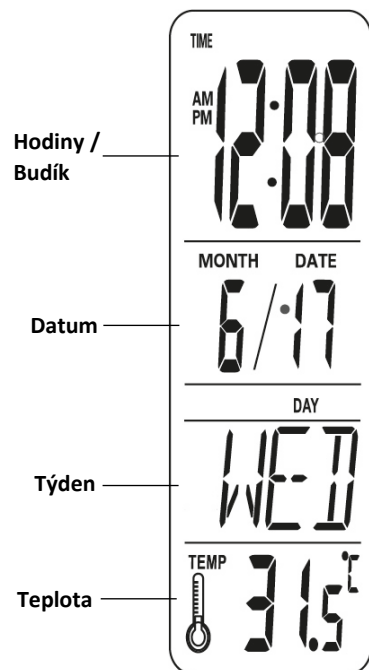 TIME
AM
PM
12:08
Hodiny /
Budík
MONTH DATE
6/17
Datum
DAY
WED
Týden
TEMP
31.5°C
Teplota